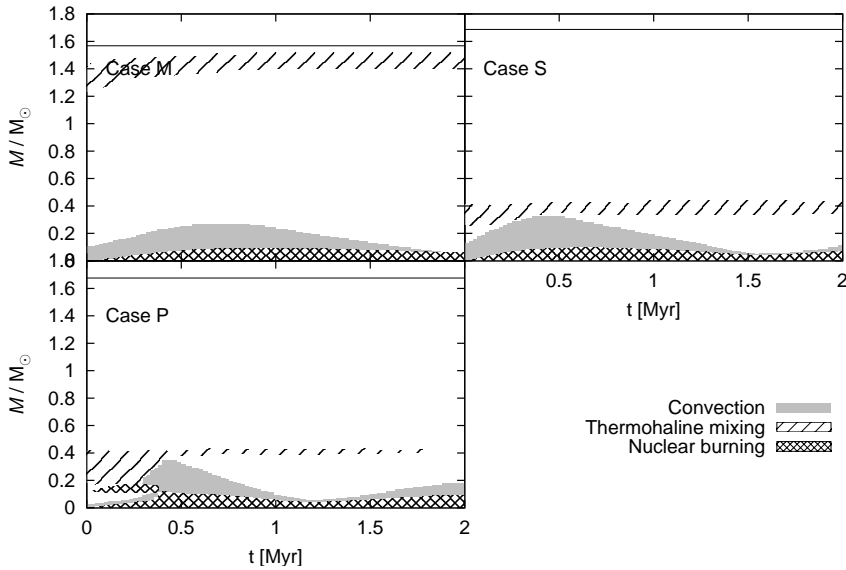 1.8
1.6
1.4
1.2
1
0.8
0.6
0.4
0.2
0
M / M☉
Case M
Case S
0.5
1
1.5
2
t [Myr]
1.8
1.6
1.4
1.2
1
0.8
0.6
0.4
0.2
0
M / M☉
Case P
0
0.5
1
1.5
2
t [Myr]
Convection
Thermohaline mixing
Nuclear burning